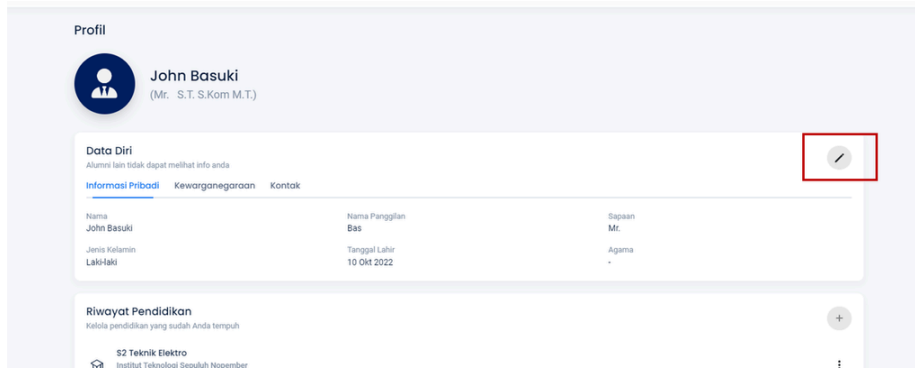 Profil
John Basuki
(Mr. S.T. S.Kom M.T.)
Data Diri
Alumni lain tidak dapat melihat info anda
Informasi Pribadi Kewarganegaraan Kontak
Nama Nama Panggilan Sapaan
John Basuki Bas Mr.
Jenis Kelamin Tanggal Lahir Agama
Laki-laki 10 Okt 2022 -
Riwayat Pendidikan
Kelola pendidikan yang sudah Anda tempuh
S2 Teknik Elektro
Institut Teknologi Sepuluh Nopember